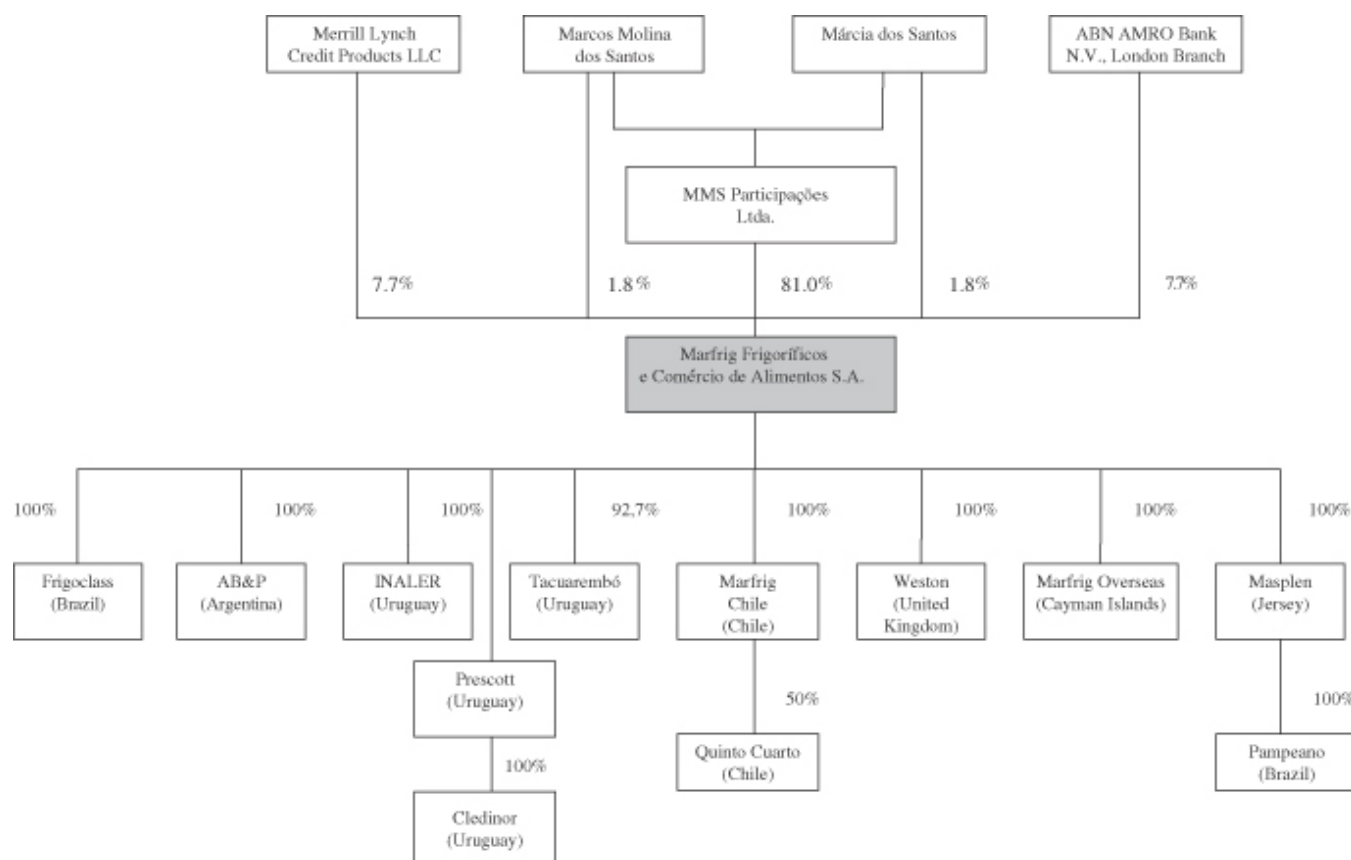 Merrill Lynch
Credit Products LLC
Marcos Molina
dos Santos
Márcia dos Santos
ABN AMRO Bank
N.V., London Branch
MMS Participações
Ltda.
7.7%
1.8%
81.0%
1.8%
7.7%
Marfrig Frigoríficos
e Comércio de Alimentos S.A.
100%
100%
100%
92,7%
100%
100%
100%
100%
Frigoclass
(Brazil)
AB&P
(Argentina)
INALER
(Uruguay)
Tacuarembó
(Uruguay)
Marfrig
Chile
(Chile)
Weston
(United
Kingdom)
Marfrig Overseas
(Cayman Islands)
Masplen
(Jersey)
Prescott
(Uruguay)
50%
100%
Quinto Cuarto
(Chile)
Pampeano
(Brazil)
100%
Cledinor
(Uruguay)